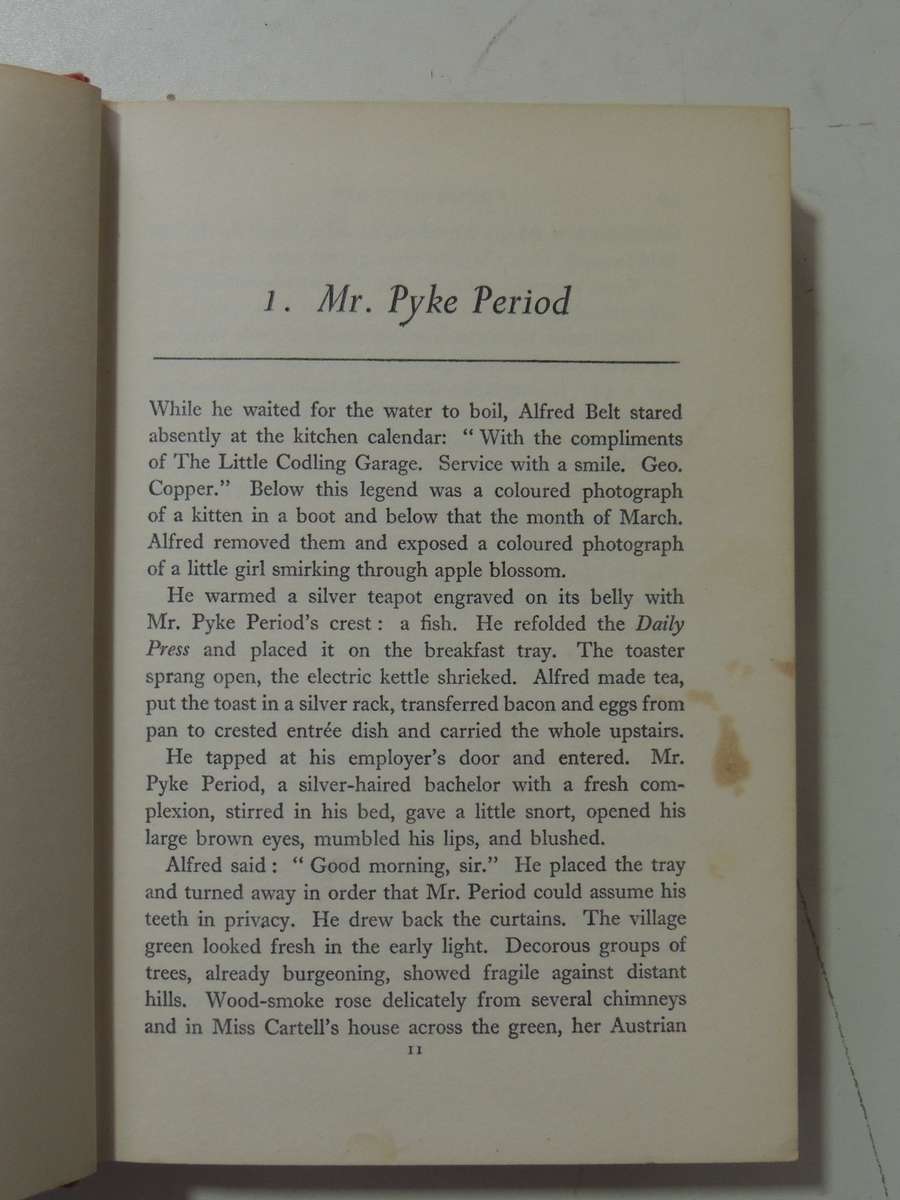 1. Mr. Pyke Period
While he waited for the water to boil, Alfred Belt stared
absently at the kitchen calendar: “ With the compliments
of The Little Codling Garage. Service with a smile. Geo.
Copper.” Below this legend was a coloured photograph
of a kitten in a boot and below that the month of March.
Alfred removed them and exposed a coloured photograph
of a little girl smirking through apple blossom.
He warmed a silver teapot engraved on its belly with
Mr. Pyke Period’s crest : a fish. He refolded the Daily
Press and placed it on the breakfast tray. The toaster
sprang open, the electric kettle shrieked. Alfred made tea,
put the toast in a silver rack, transferred bacon and eggs from
pan to crested entrée dish and carried the whole upstairs.
He tapped at his employer’s door and entered. Mr.
Pyke Period, a silver-haired bachelor with a fresh com-
plexion, stirred in his bed, gave a little snort, opened his
large brown eyes, mumbled his lips, and blushed.
Alfred said : “ Good morning, sir.” He placed the tray
and turned away in order that Mr. Period could assume his
teeth in privacy. He drew back the curtains. The village
green looked fresh in the early light. Decorous groups of
trees, already burgeoning, showed fragile against distant
hills. Wood-smoke rose delicately from several chimneys
and in Miss Cartell’s house across the green, her Austrian
11